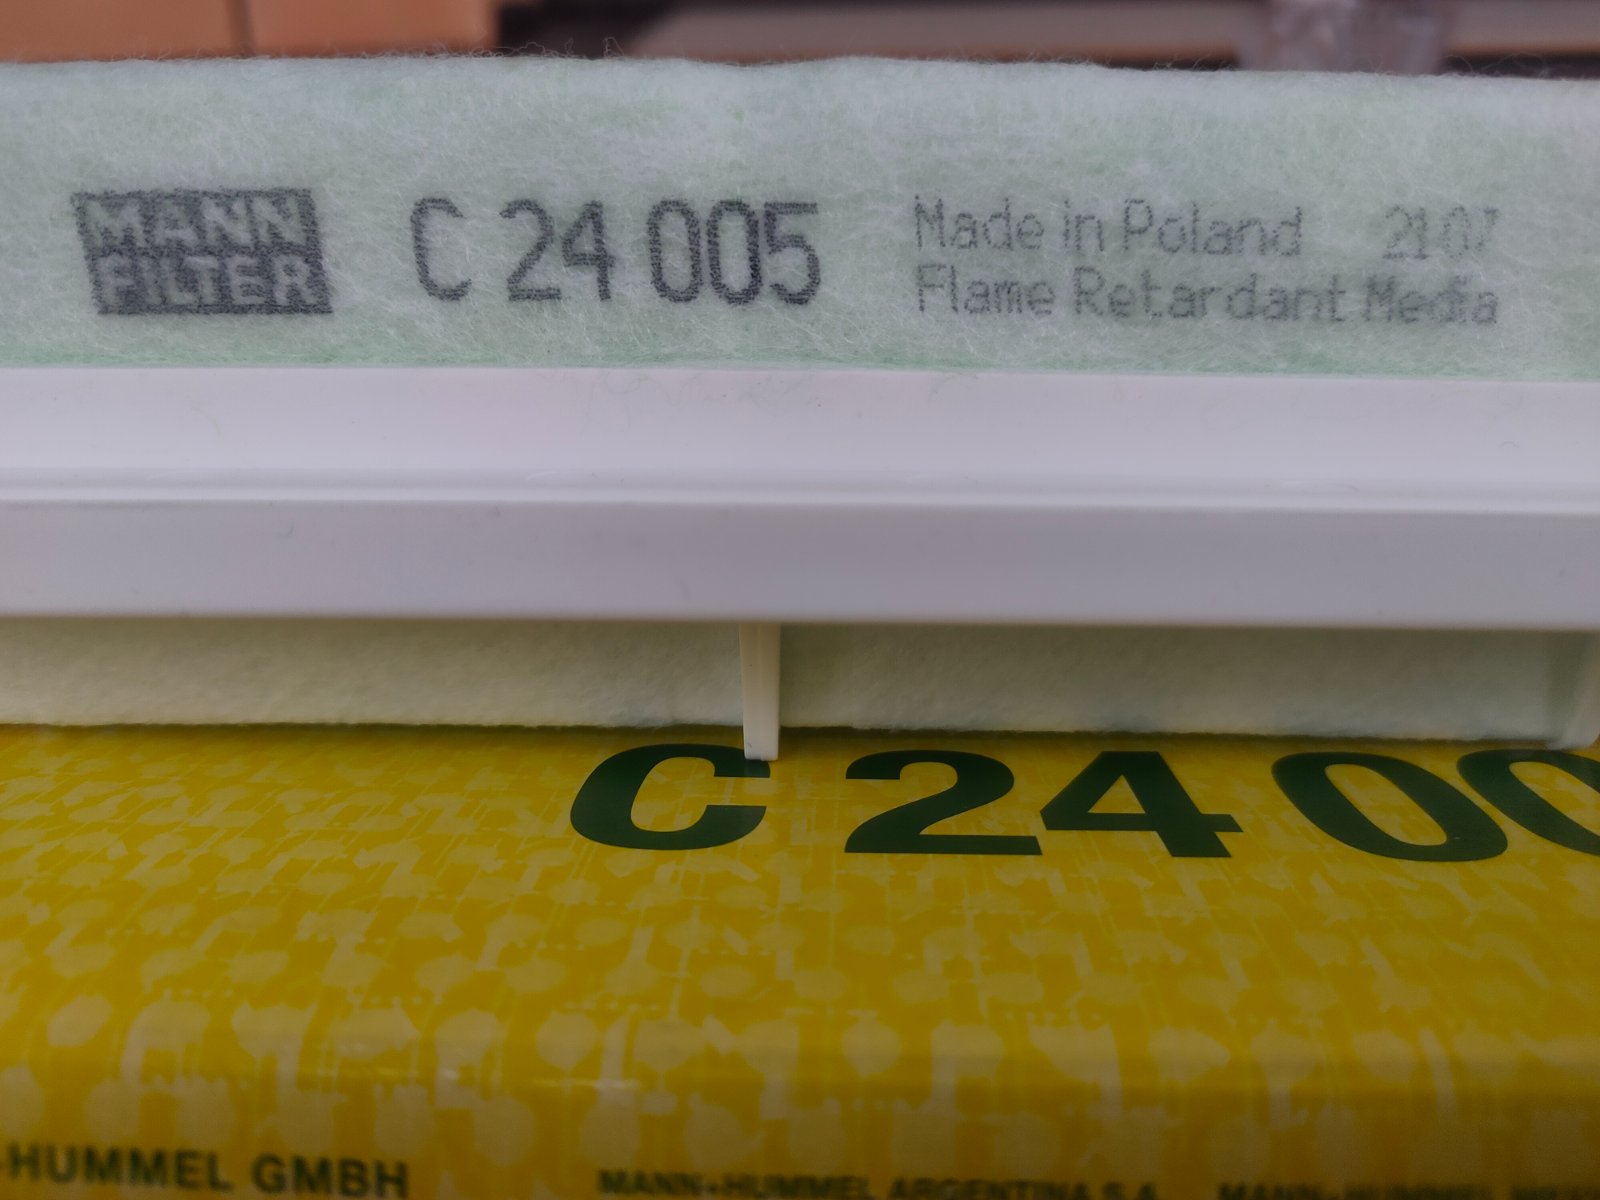 MANN
FILTER
C 24 005
Made in Poland 2107
Flame Retardant Media
C 24 00
-HUMMEL GMBH
MANN+HUMMEL ARGENTINA S.A.